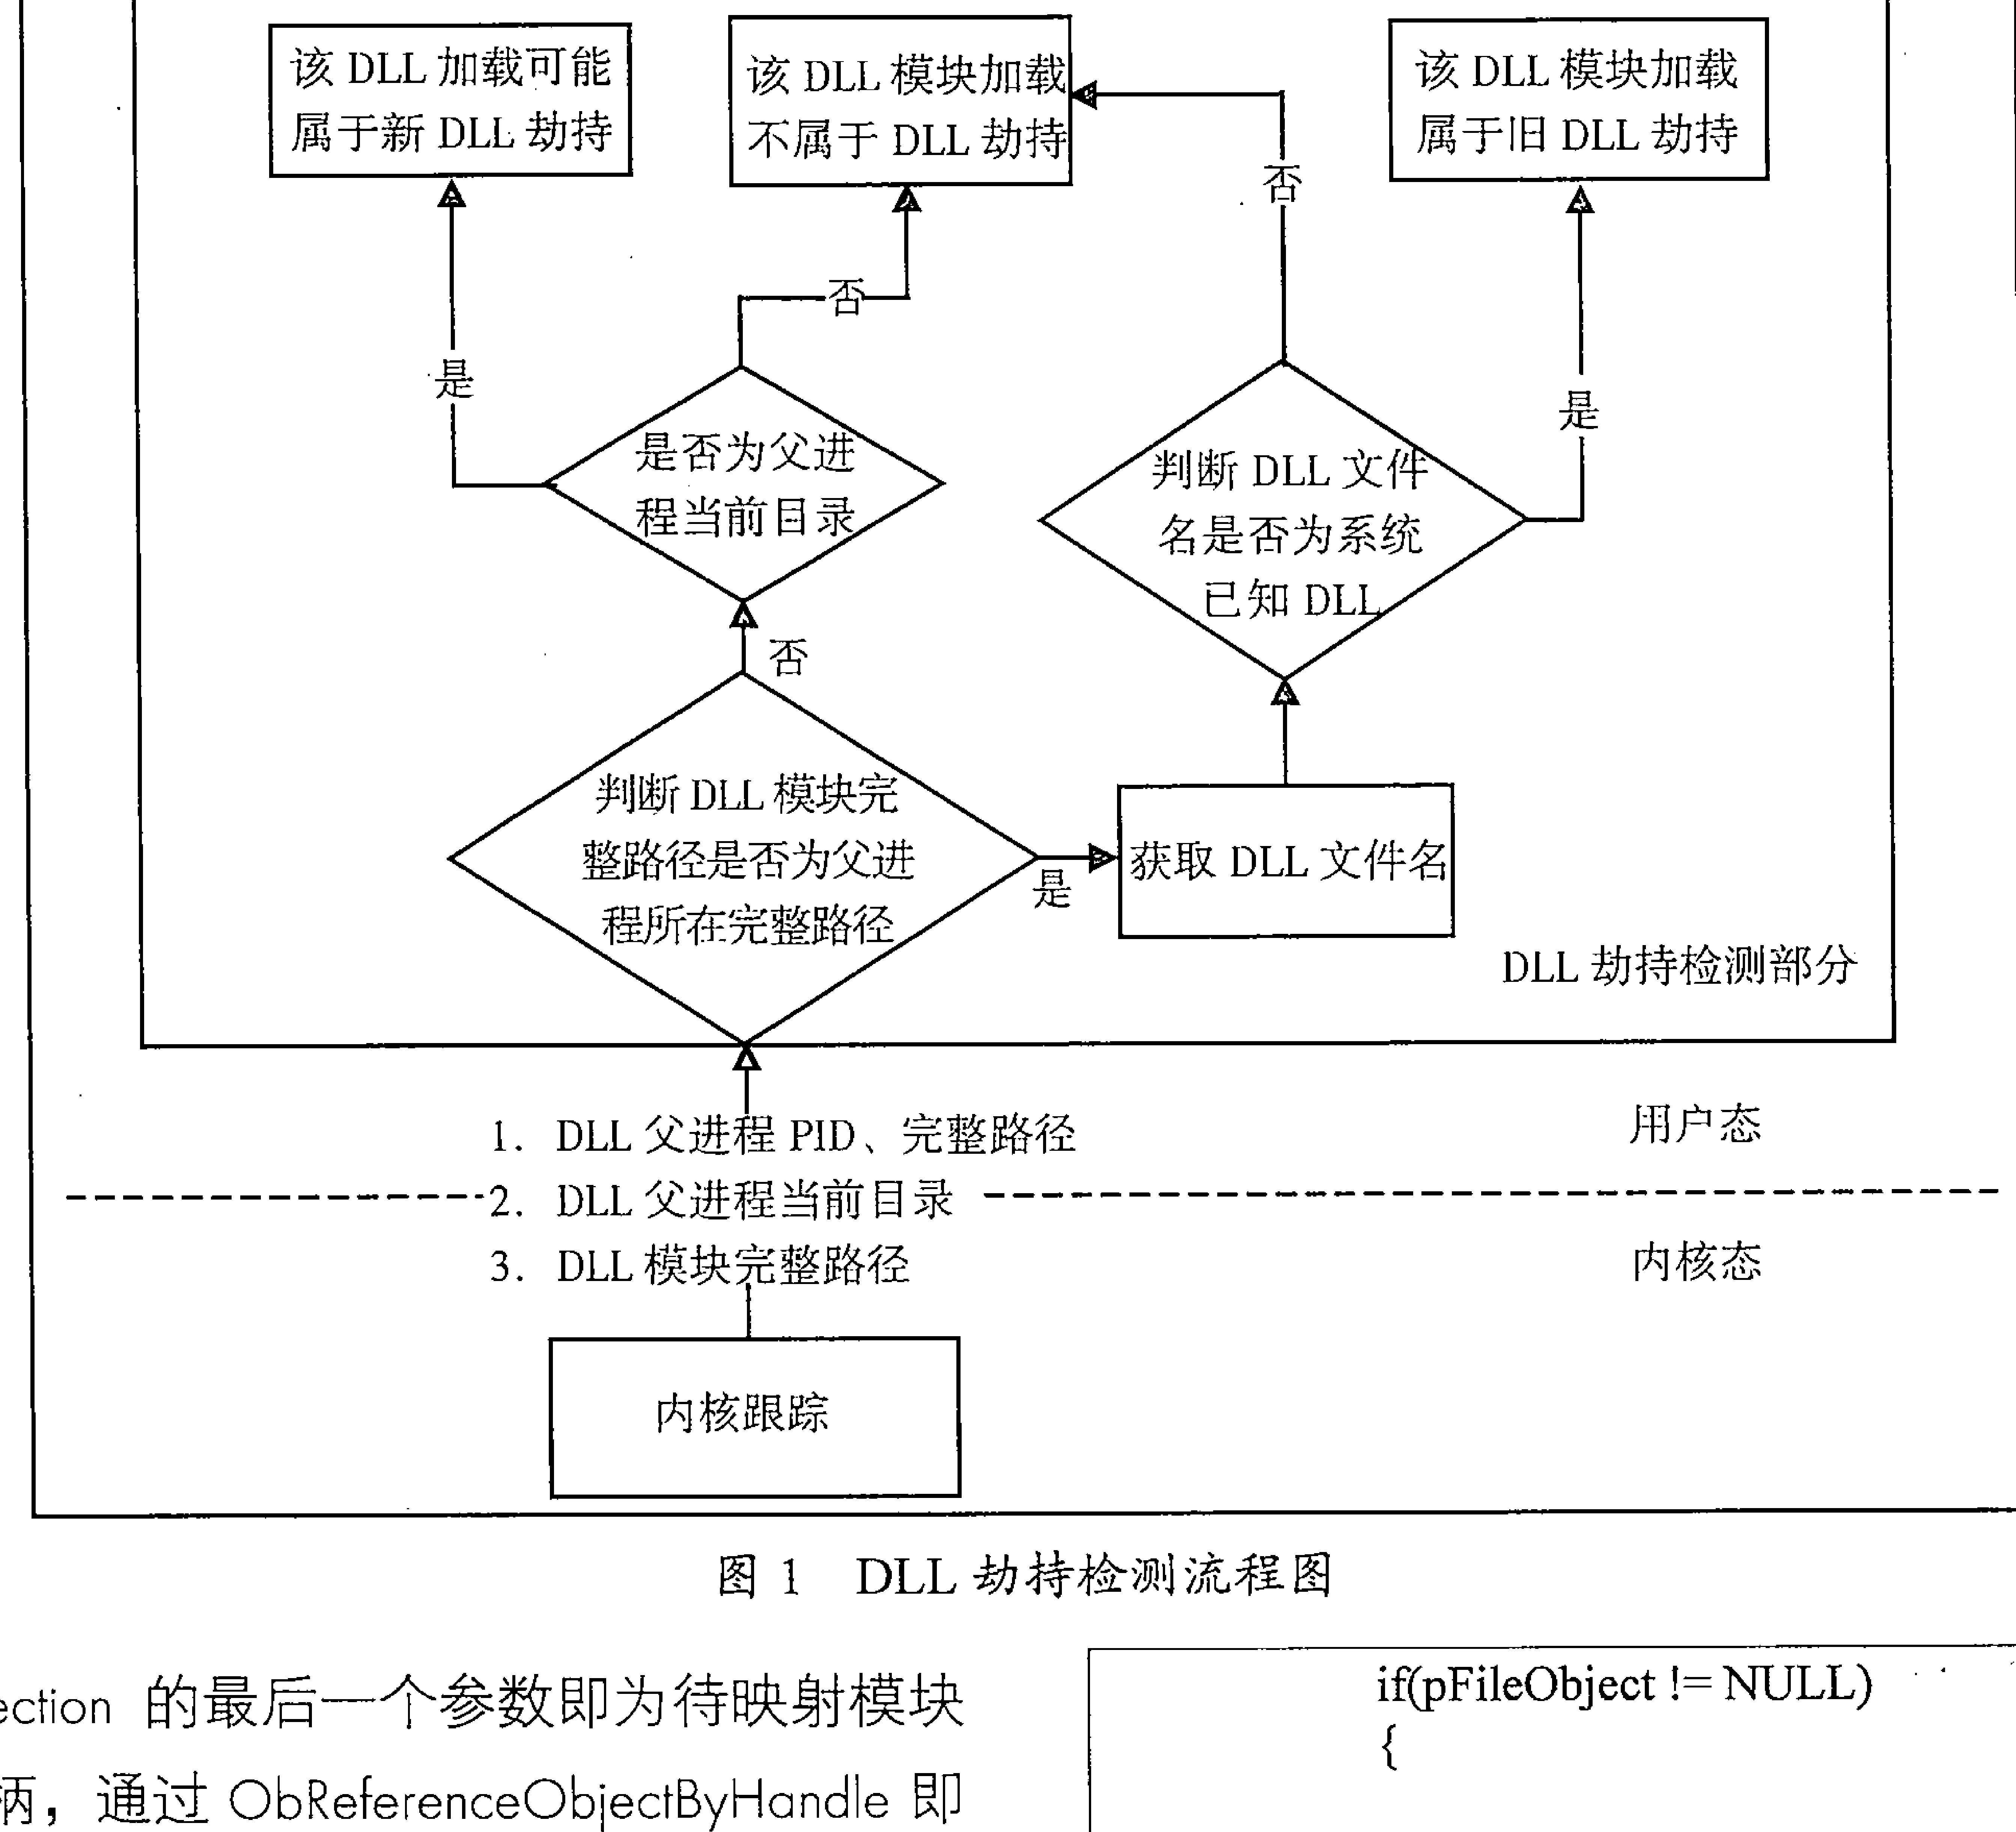 该 DLL 加载可能
属于新 DLL 劫持
该 DLL 模块加载
不属于 DLL 劫持
该 DLL 模块加载
属于旧 DLL 劫持
否
否
是
是
是否为父进
程当前目录
判断 DLL 文件
名是否为系统
已知 DLL
否
判断 DLL 模块完
整路径是否为父进
程所在完整路径
是
获取 DLL 文件名
DLL 劫持检测部分
1. DLL 父进程 PID、完整路径
用户态
2. DLL 父进程当前目录
3. DLL 模块完整路径
内核态
内核跟踪
图 1 DLL 劫持检测流程图
ection 的最后一个参数即为待映射模块
柄，通过 ObReferenceObjectByHandle 即
if(pFileObject != NULL)
{